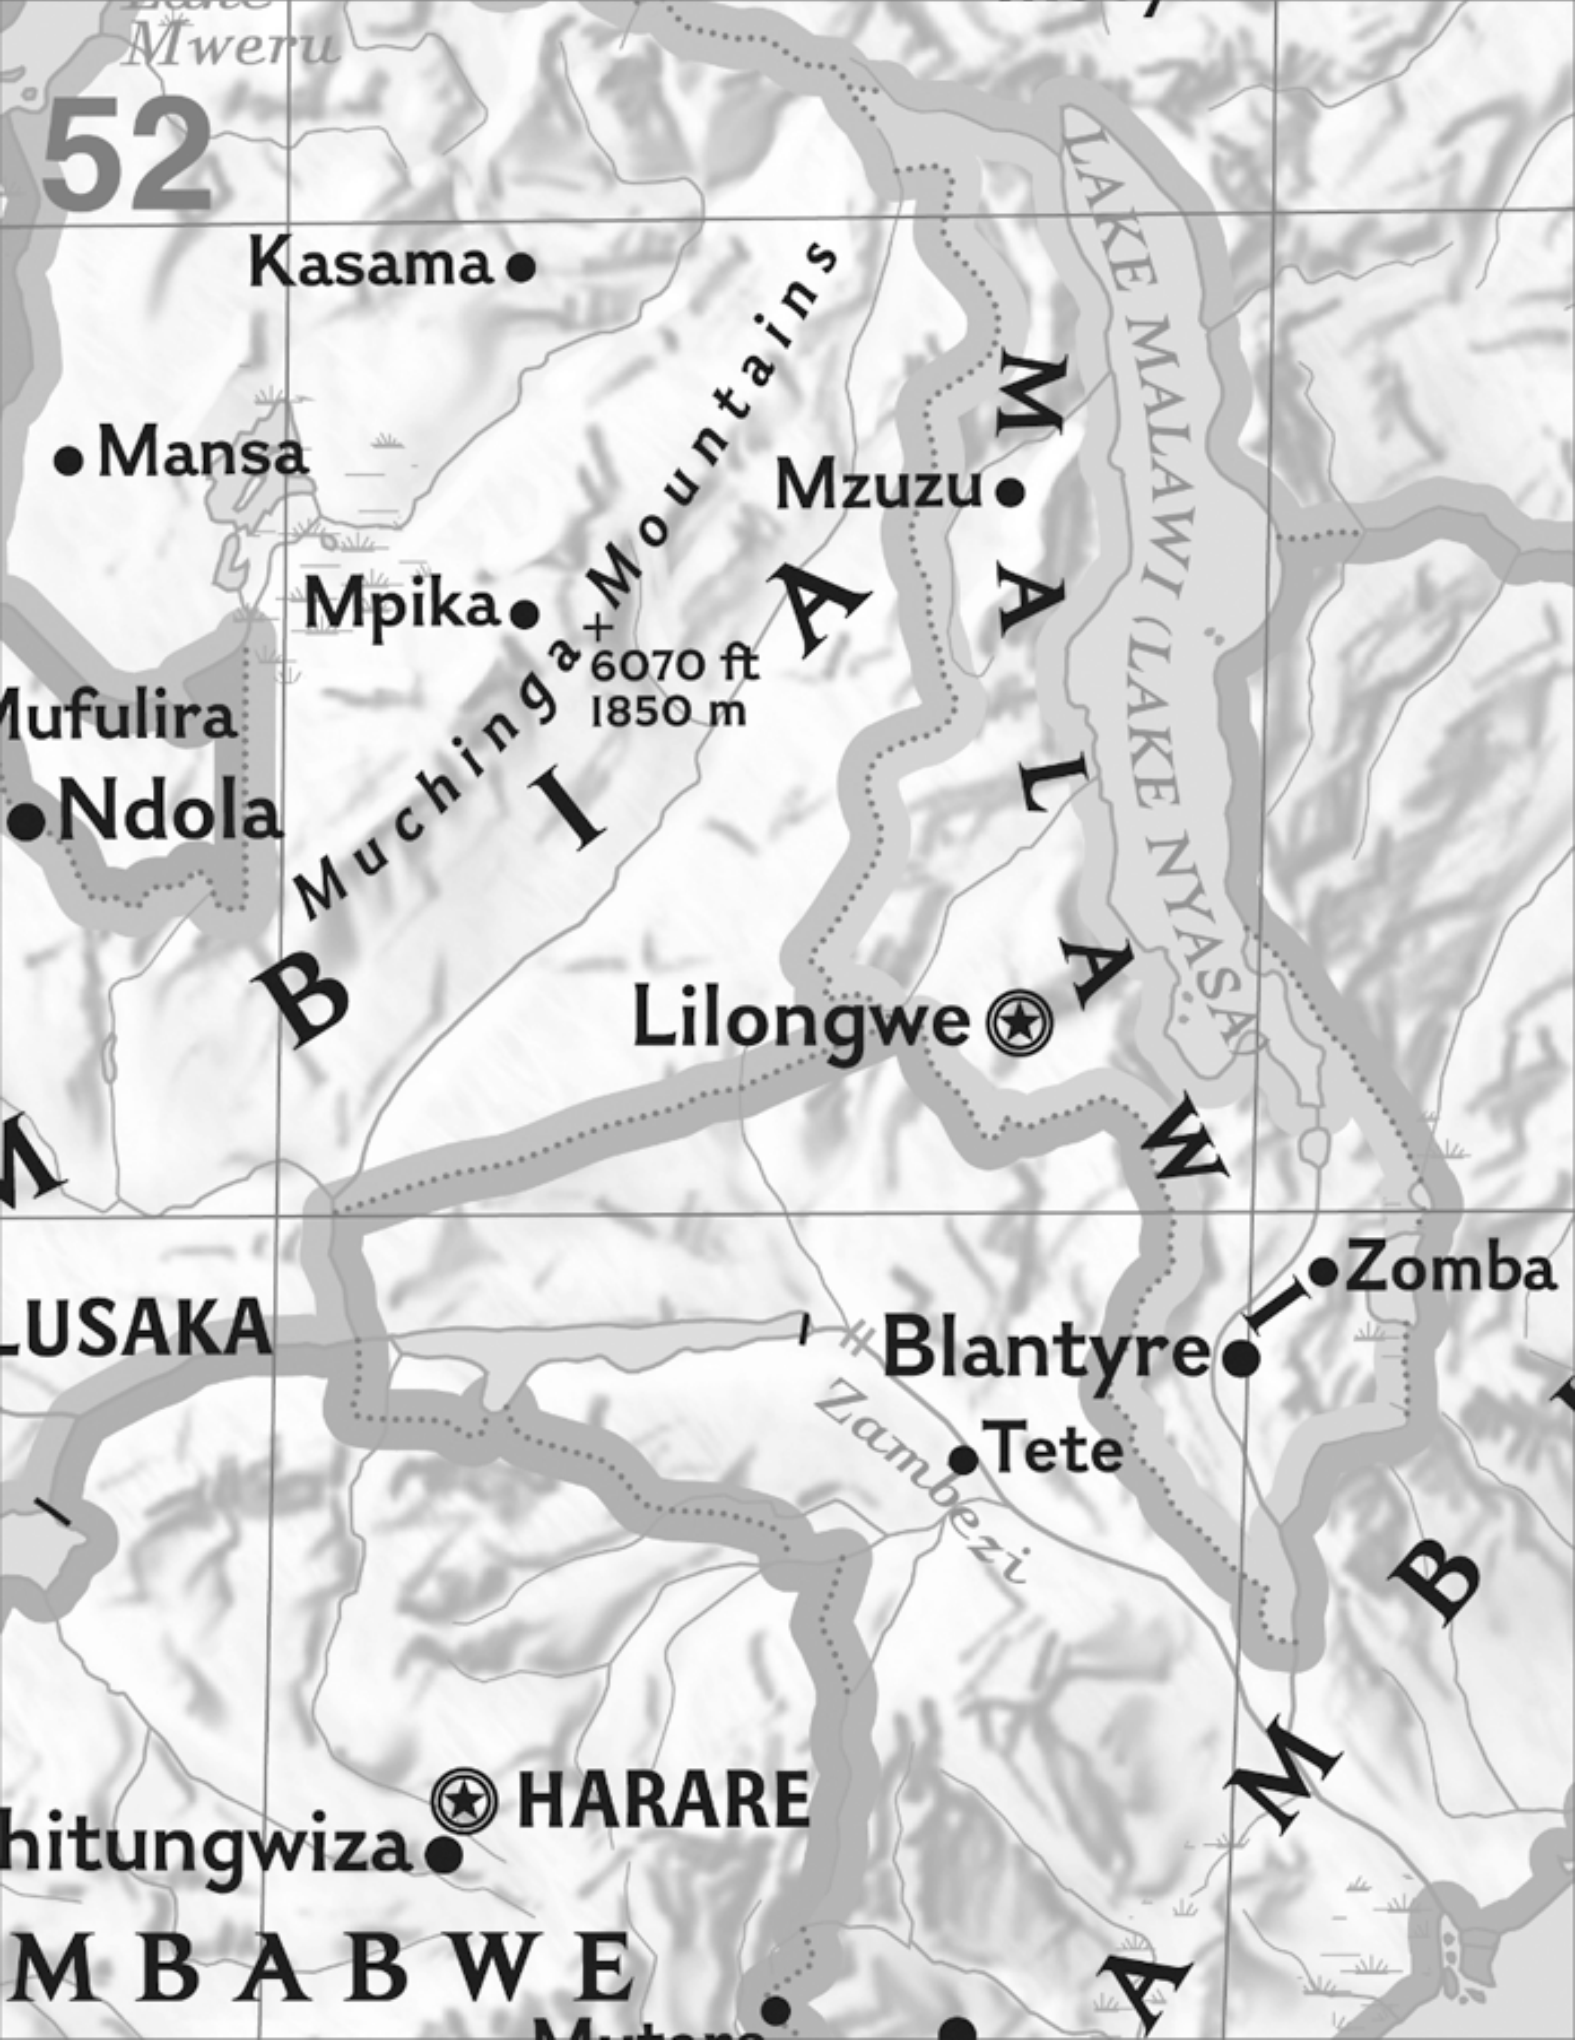 Mweru
52
Kasama
Mountains
LAKE MALAWI (LAKE NYASA)
Mansa
Mzuzu
Mpika
6070 ft
1850 m
Muchinga
Mufulira
Ndola
B I A
MALAWI
Lilongwe
M
LUSAKA
Zomba
Blantyre
Tete
Zambezi
HARARE
hitungwiza
MBABWE
A M B